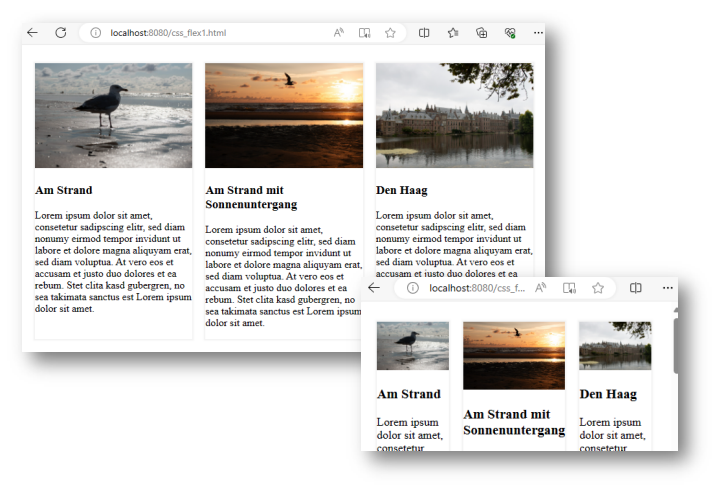 localhost:8080/css_flex1.html
Am Strand
Lorem ipsum dolor sit amet,
consetetur sadipscing elitr, sed diam
nonumy eirmod tempor invidunt ut
labore et dolore magna aliquyam erat,
sed diam voluptua. At vero eos et
accusam et justo duo dolores et ea
rebum. Stet clita kasd gubergren, no
sea takimata sanctus est Lorem ipsum
dolor sit amet.
Am Strand mit
Sonnenuntergang
Lorem ipsum dolor sit amet,
consetetur sadipscing elitr, sed diam
nonumy eirmod tempor invidunt ut
labore et dolore magna aliquyam erat,
sed diam voluptua. At vero eos et
accusam et justo duo dolores et ea
rebum. Stet clita kasd gubergren, no
sea takimata sanctus est Lorem ipsum
dolor sit amet.
Den Haag
Lorem ipsum dolor sit amet,
consetetur sadipscing elitr, sed diam
nonumy eirmod tempor invidunt ut
labore et dolore magna aliquyam erat,
sed diam voluptua. At vero eos et
accusam et justo duo dolores et ea
localhost:8080/css_f...
Am Strand
Lorem ipsum
dolor sit amet,
consetetur
Am Strand mit
Sonnenuntergang
Den Haag
Lorem ipsum
dolor sit amet,
consetetur